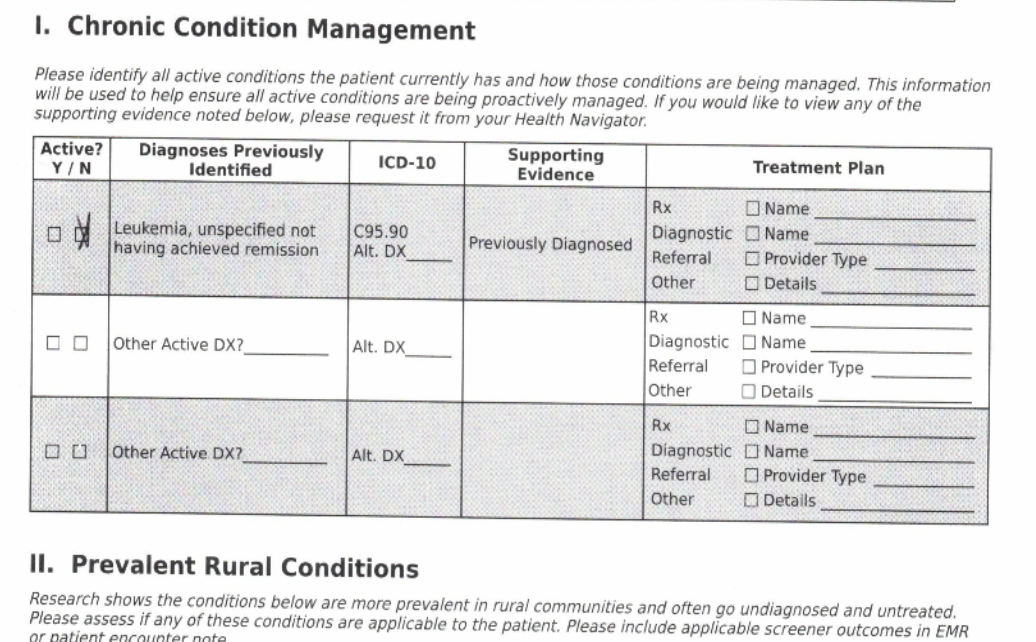 I. Chronic Condition Management
Please identify all active conditions the patient currently has and how those conditions are being managed. This information
will be used to help ensure all active conditions are being proactively managed. If you would like to view any of the
supporting evidence noted below, please request it from your Health Navigator.
Active?
Y / N
Diagnoses Previously
Identified
ICD-10
Supporting
Evidence
Treatment Plan
Leukemia, unspecified not
having achieved remission
C95.90
Alt. DX_____
Previously Diagnosed
Rx ☐ Name
Diagnostic ☐ Name
Referral ☐ Provider Type
Other ☐ Details
☐ ☐ Other Active DX?
Alt. DX_____
Rx ☐ Name
Diagnostic ☐ Name
Referral ☐ Provider Type
Other ☐ Details
☐ ☐ Other Active DX?
Alt. DX_____
Rx ☐ Name
Diagnostic ☐ Name
Referral ☐ Provider Type
Other ☐ Details
II. Prevalent Rural Conditions
Research shows the conditions below are more prevalent in rural communities and often go undiagnosed and untreated.
Please assess if any of these conditions are applicable to the patient. Please include applicable screener outcomes in EMR
or patient encounter note.